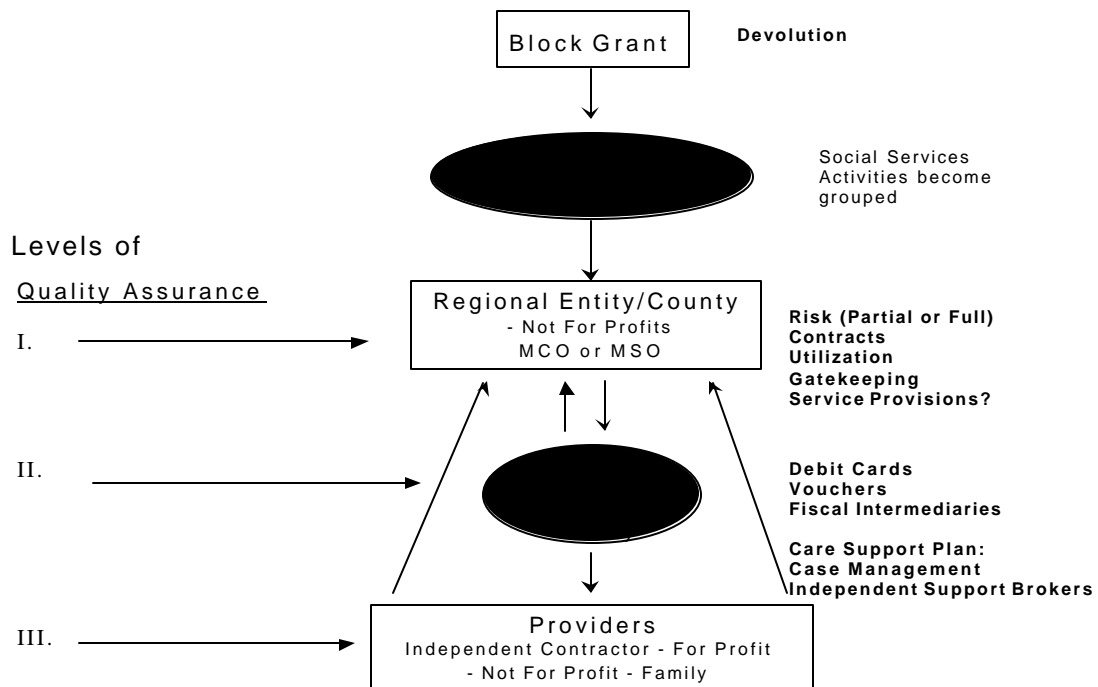 Block Grant
Devolution
Social Services
Activities become
grouped
Levels of
Quality Assurance
Regional Entity/County
- Not For Profits
MCO or MSO
Risk (Partial or Full)
Contracts
Utilization
Gatekeeping
Service Provisions?
I.
II.
Debit Cards
Vouchers
Fiscal Intermediaries
Care Support Plan:
Case Management
Independent Support Brokers
III.
Providers
Independent Contractor - For Profit
- Not For Profit - Family